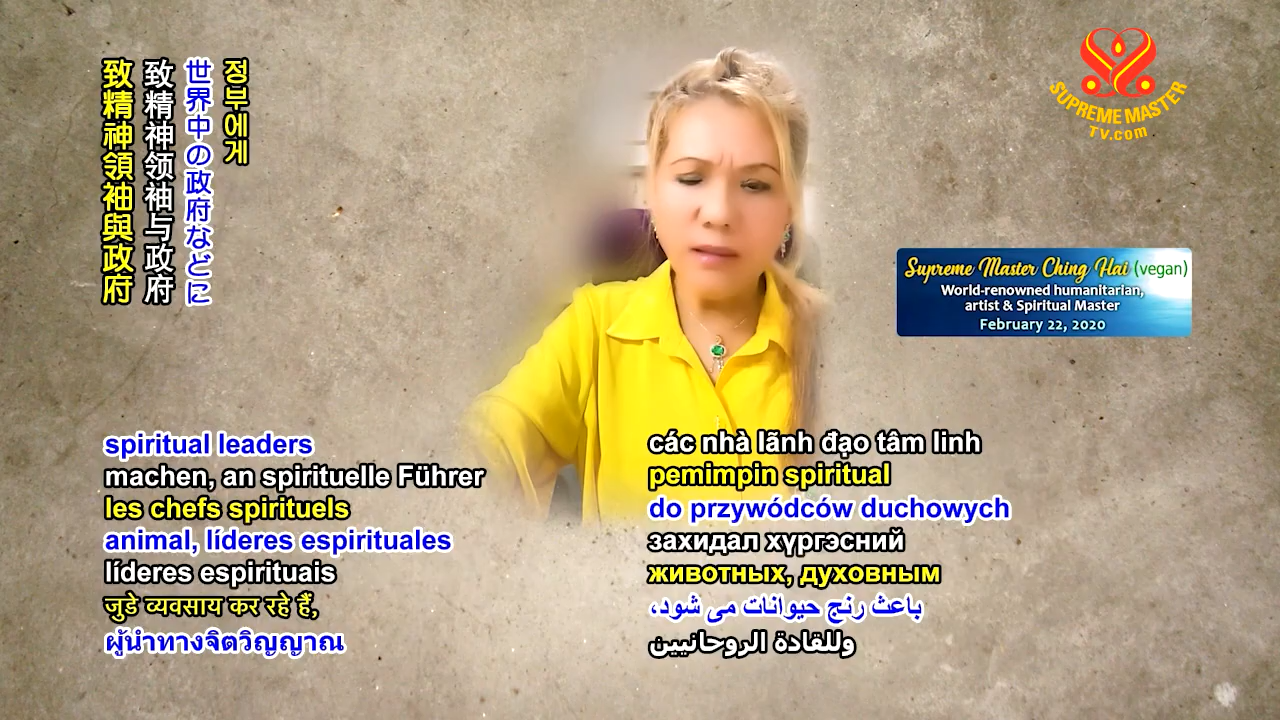 정부에게
世界中の政府などに
致精神领袖与政府
致精神領袖與政府
SUPREME MASTER
TV.com
Supreme Master Ching Hai (vegan)
World-renowned humanitarian,
artist & Spiritual Master
February 22, 2020
spiritual leaders
machen, an spirituelle Führer
les chefs spirituels
animal, líderes espirituales
líderes espirituais
जुडे व्यवसाय कर रहे हैं,
ผู้นำทางจิตวิญญาณ
các nhà lãnh đạo tâm linh
pemimpin spiritual
do przywódców duchowych
захидал хүргэсний
животных, духовным
باعث رنج حیوانات می شود،
وللقادة الروحانيين